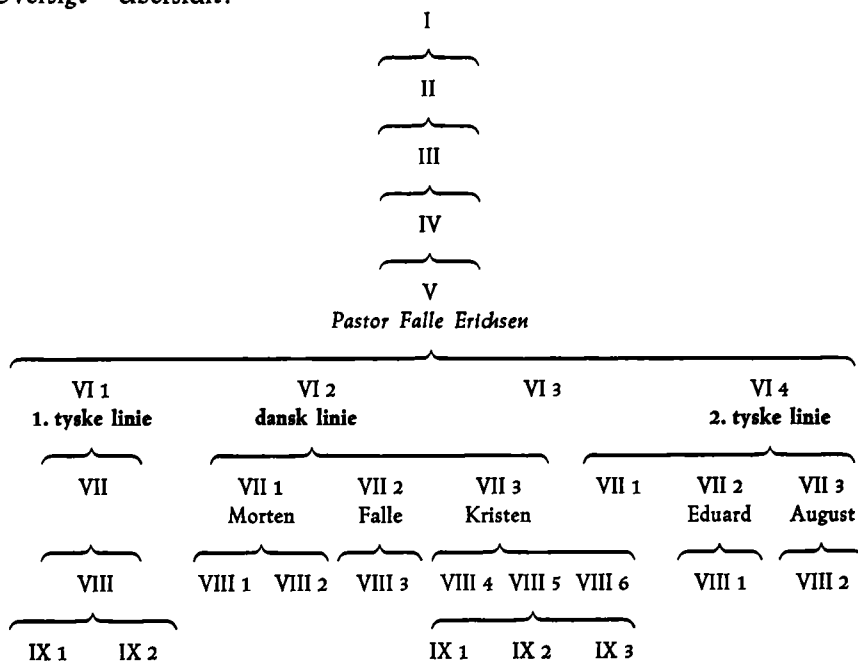 Oversigt
I
II
III
IV
V
Pastor Falle Erichsen
VI 1 VI 2 VI 3 VI 4
1. tyske linie dansk linie 2. tyske linie
VII VII 1 VII 2 VII 3 VII 1 VII 2 VII 3
Morten Falle Kristen Eduard August
VIII VIII 1 VIII 2 VIII 3 VIII 4 VIII 5 VIII 6 VIII 1 VIII 2
IX 1 IX 2 IX 1 IX 2 IX 3